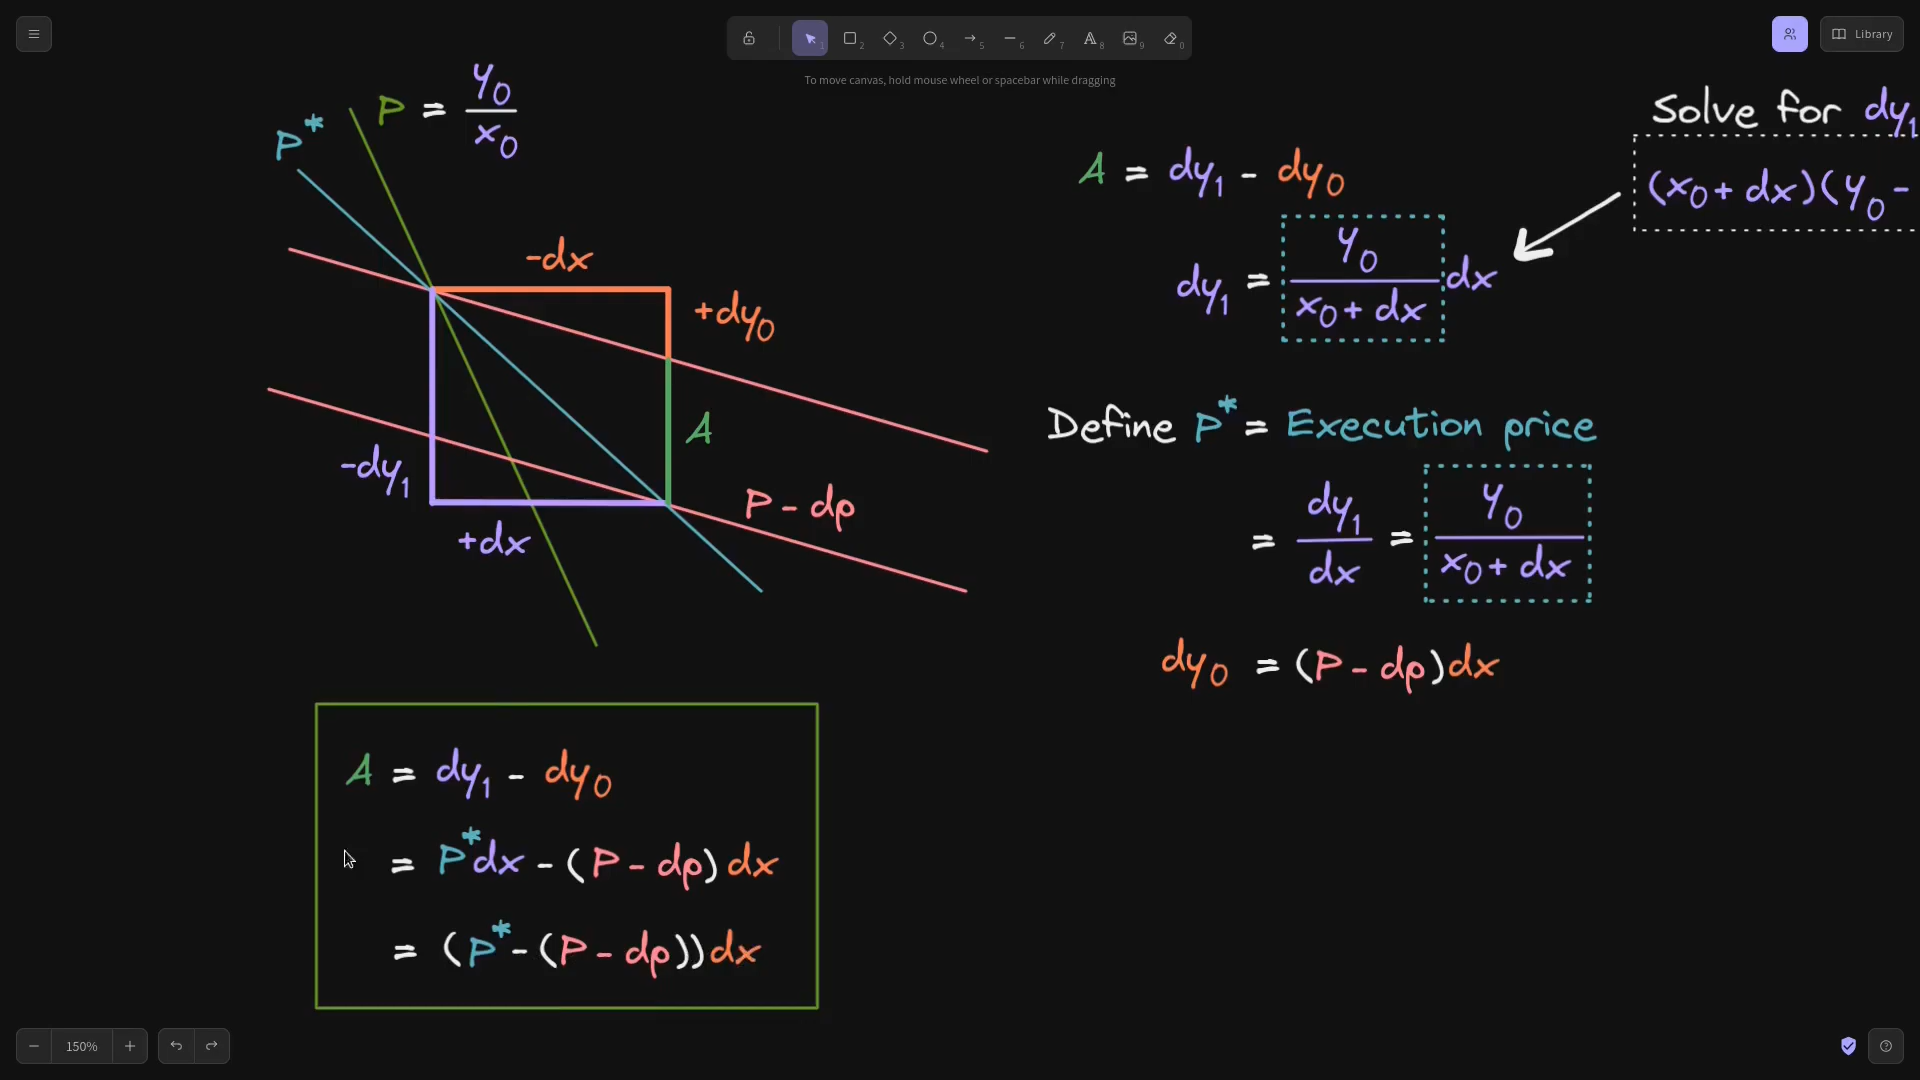 Library
To move canvas, hold mouse wheel or spacebar while dragging
P = y₀/x₀
P*
-dx
+dy₀
A
-dy₁
P - dp
+dx
A = dy₁ - dy₀
dy₁ = y₀/(x₀ + dx) dx
Solve for dy₁
(x₀ + dx)(y₀ -
Define P* = Execution price
= dy₁/dx = y₀/(x₀ + dx)
dy₀ = (P - dp)dx
A = dy₁ - dy₀
= P*dx - (P - dp)dx
= (P* - (P - dp))dx
150%